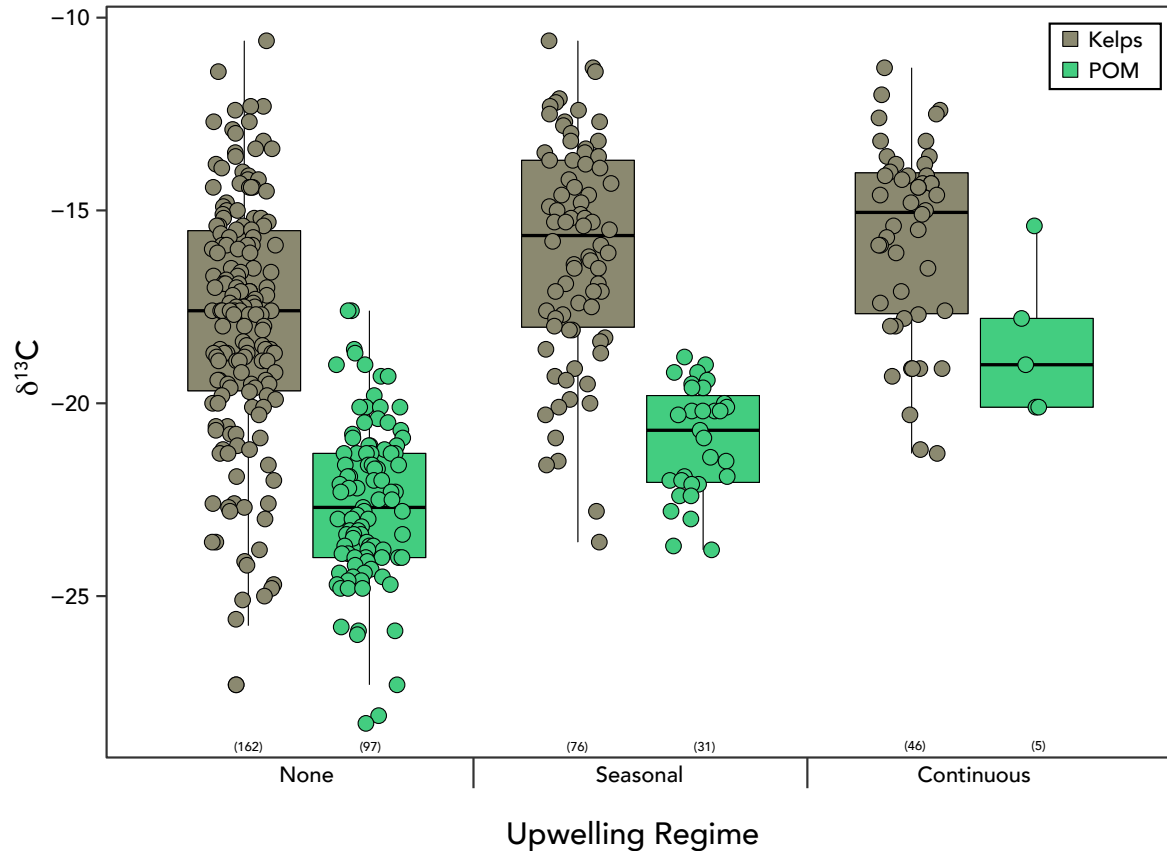 Kelps
POM
−10
−15
−20
−25
δ¹³C
(162) (97) (76) (31) (46) (5)
None Seasonal Continuous
Upwelling Regime